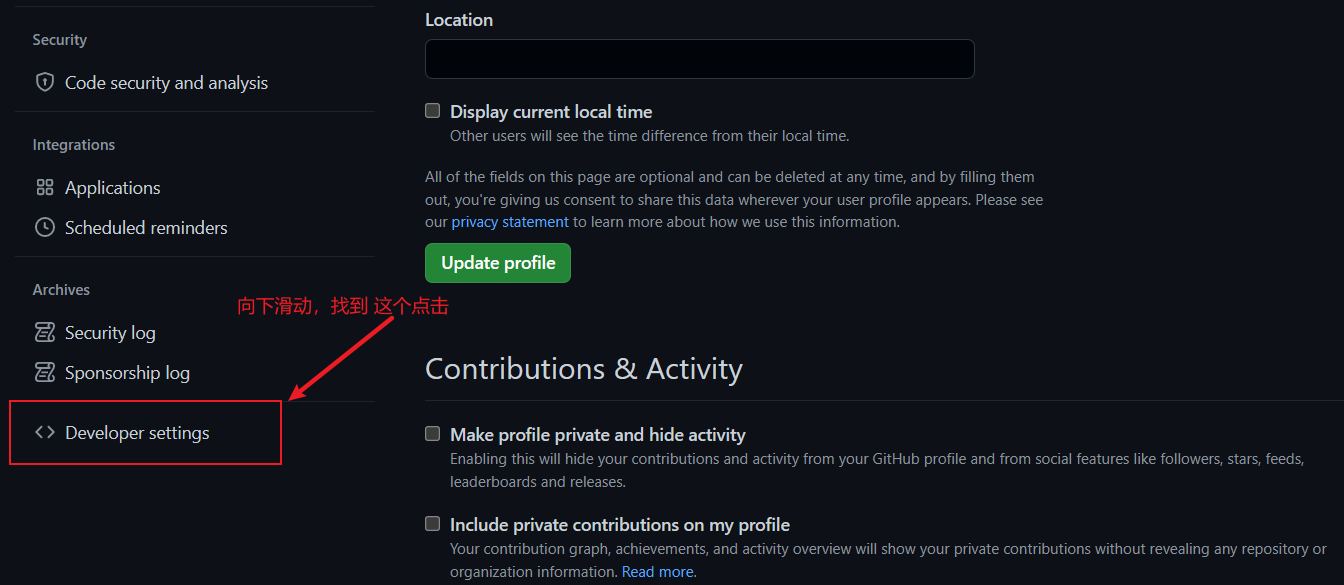 Security
Code security and analysis
Integrations
Applications
Scheduled reminders
Archives
Security log
Sponsorship log
Developer settings
向下滑动，找到 这个点击
Location
Display current local time
Other users will see the time difference from their local time.
All of the fields on this page are optional and can be deleted at any time, and by filling them
out, you're giving us consent to share this data wherever your user profile appears. Please see
our privacy statement to learn more about how we use this information.
Update profile
Contributions & Activity
Make profile private and hide activity
Enabling this will hide your contributions and activity from your GitHub profile and from social features like followers, stars, feeds,
leaderboards and releases.
Include private contributions on my profile
Your contribution graph, achievements, and activity overview will show your private contributions without revealing any repository or
organization information. Read more.